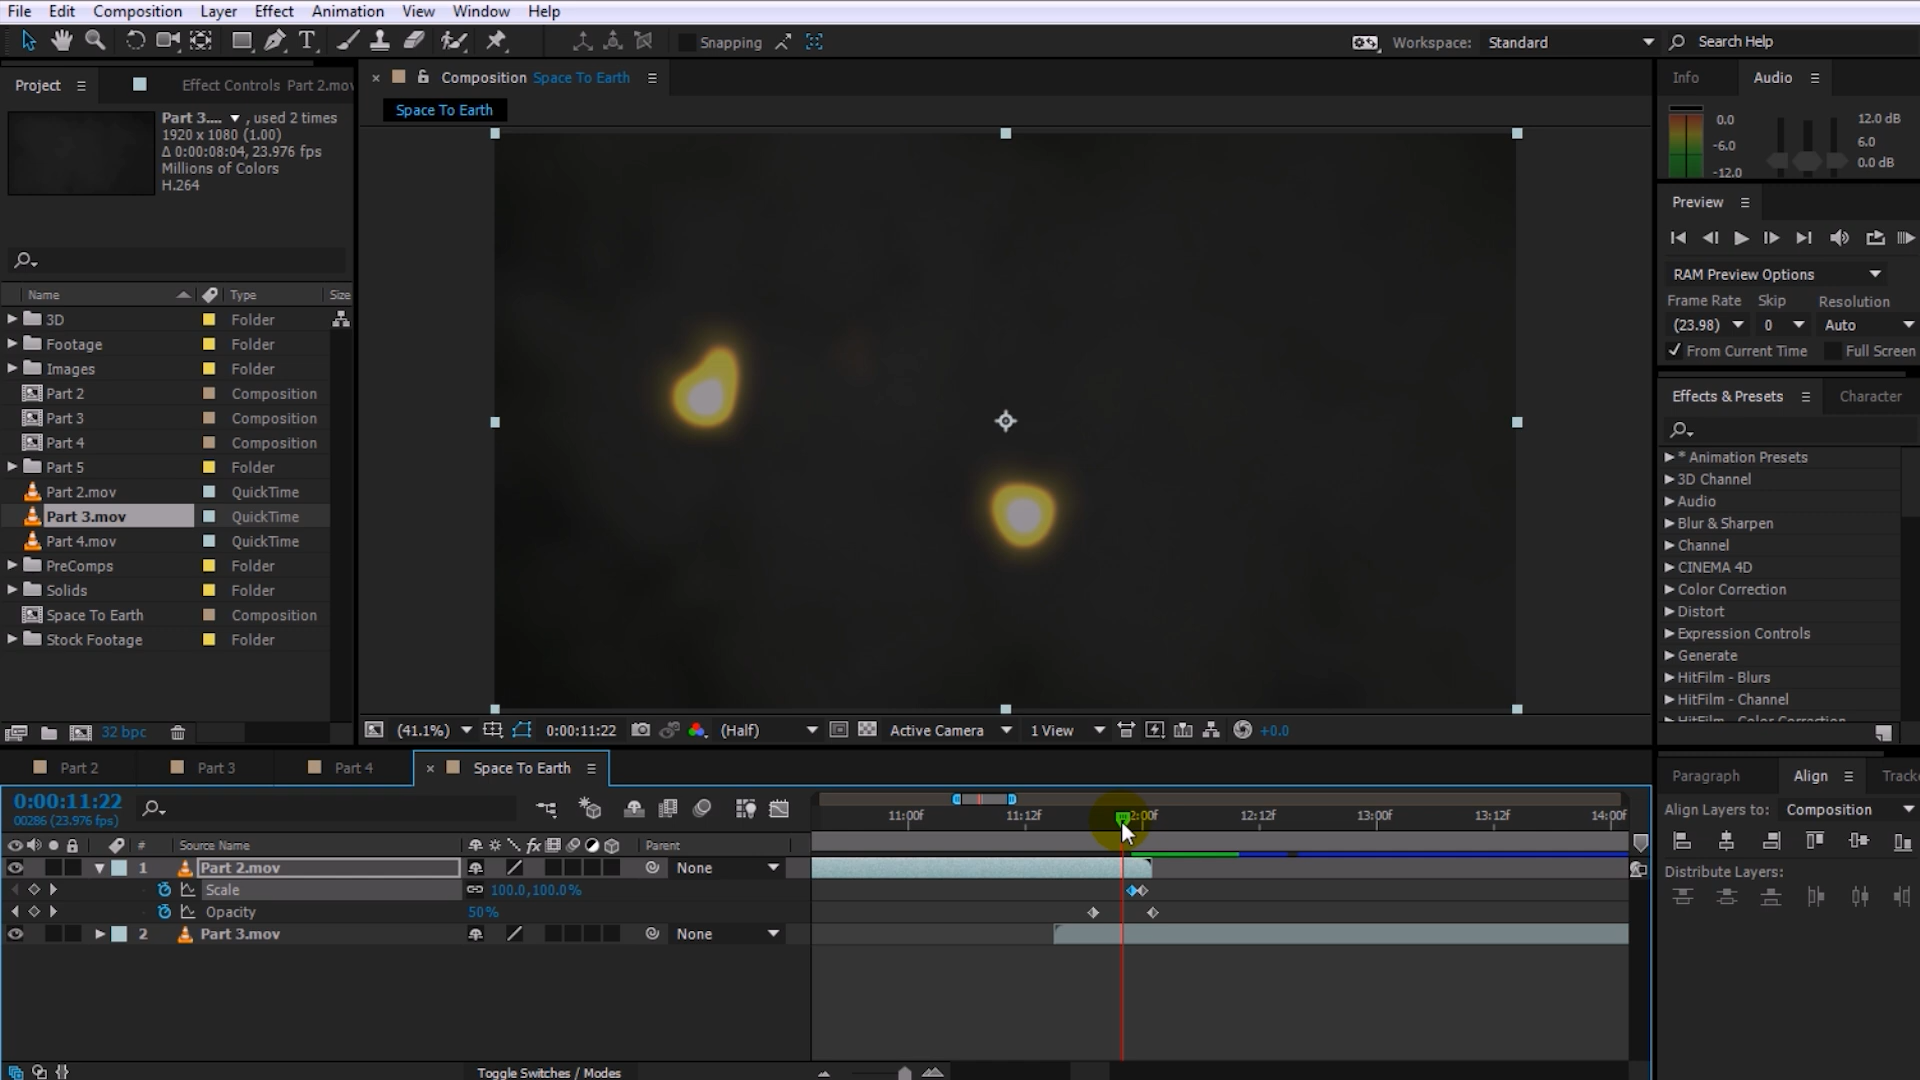 File Edit Composition Layer Effect Animation View Window Help
Snapping
Workspace: Standard
Search Help
Project
Effect Controls Part 2.mov
Composition Space To Earth
Space To Earth
Part 3.... , used 2 times
1920 x 1080 (1.00)
Δ 0:00:08:04, 23.976 fps
Millions of Colors
H.264
Name Type Size
3D Folder
Footage Folder
Images Folder
Part 2 Composition
Part 3 Composition
Part 4 Composition
Part 5 Folder
Part 2.mov QuickTime
Part 3.mov QuickTime
Part 4.mov QuickTime
PreComps Folder
Solids Folder
Space To Earth Composition
Stock Footage Folder
32 bpc
(41.1%) 0:00:11:22 (Half) Active Camera 1 View +0.0
Info Audio
0.0
-6.0
-12.0
12.0 dB
6.0
0.0 dB
Preview
RAM Preview Options
Frame Rate Skip Resolution
(23.98) 0 Auto
From Current Time Full Screen
Effects & Presets Character
* Animation Presets
3D Channel
Audio
Blur & Sharpen
Channel
CINEMA 4D
Color Correction
Distort
Expression Controls
Generate
HitFilm - Blurs
HitFilm - Channel
HitFilm - Color Correction
Part 2 Part 3 Part 4 Space To Earth
0:00:11:22
00286 (23.976 fps)
11:00f 11:12f 2:00f 12:12f 13:00f 13:12f 14:00f
# Source Name fx Parent
1 Part 2.mov None
Scale 100.0,100.0%
Opacity 50%
2 Part 3.mov None
Toggle Switches / Modes
Paragraph Align
Align Layers to: Composition
Distribute Layers: